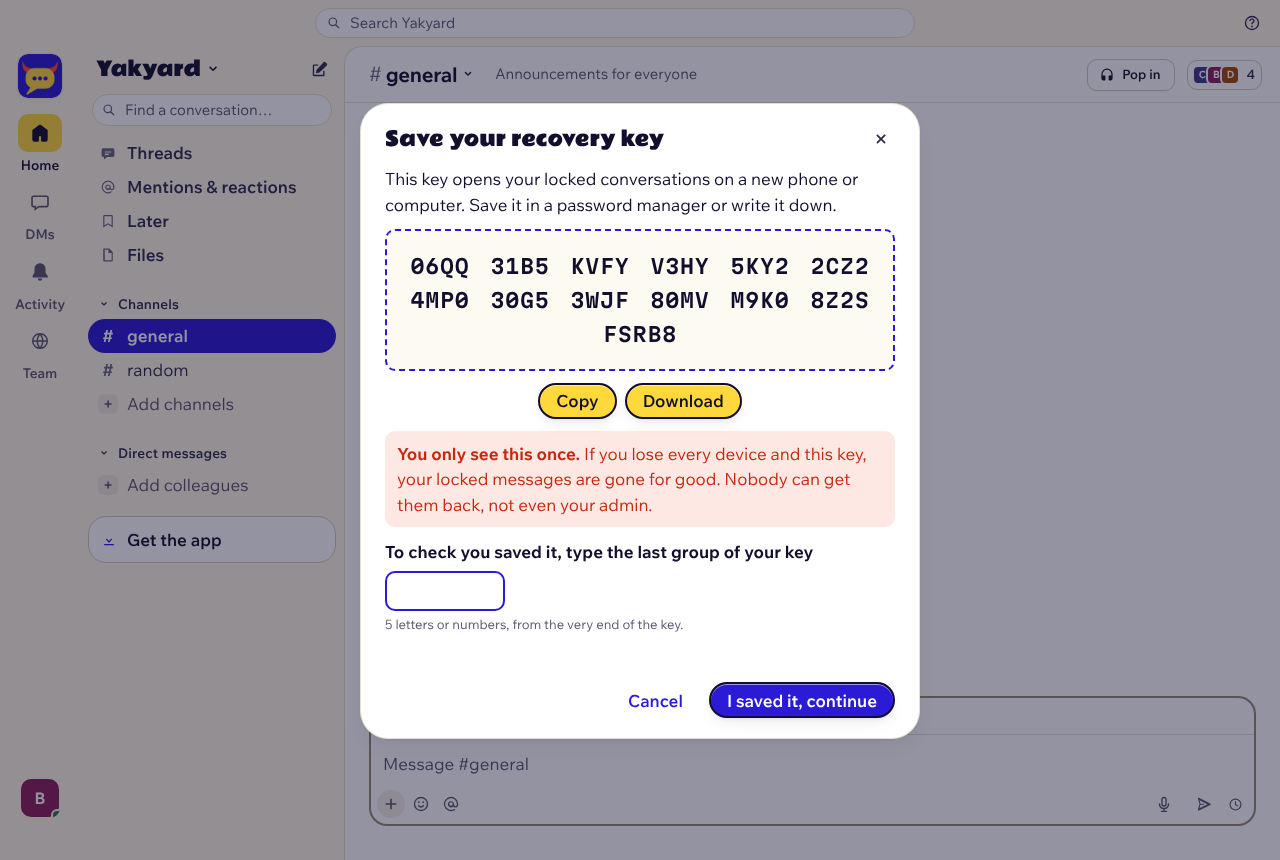 Search Yakyard
Yakyard
Find a conversation…
Threads
Mentions & reactions
Later
Files
Channels
# general
# random
+ Add channels
Direct messages
+ Add colleagues
Get the app
Home
DMs
Activity
Team
B
# general
Announcements for everyone
Pop in
C B D 4
Save your recovery key
This key opens your locked conversations on a new phone or
computer. Save it in a password manager or write it down.
06QQ 31B5 KVFY V3HY 5KY2 2CZ2
4MP0 30G5 3WJF 80MV M9K0 8Z2S
FSRB8
Copy
Download
You only see this once. If you lose every device and this key,
your locked messages are gone for good. Nobody can get
them back, not even your admin.
To check you saved it, type the last group of your key
5 letters or numbers, from the very end of the key.
Cancel
I saved it, continue
Message #general